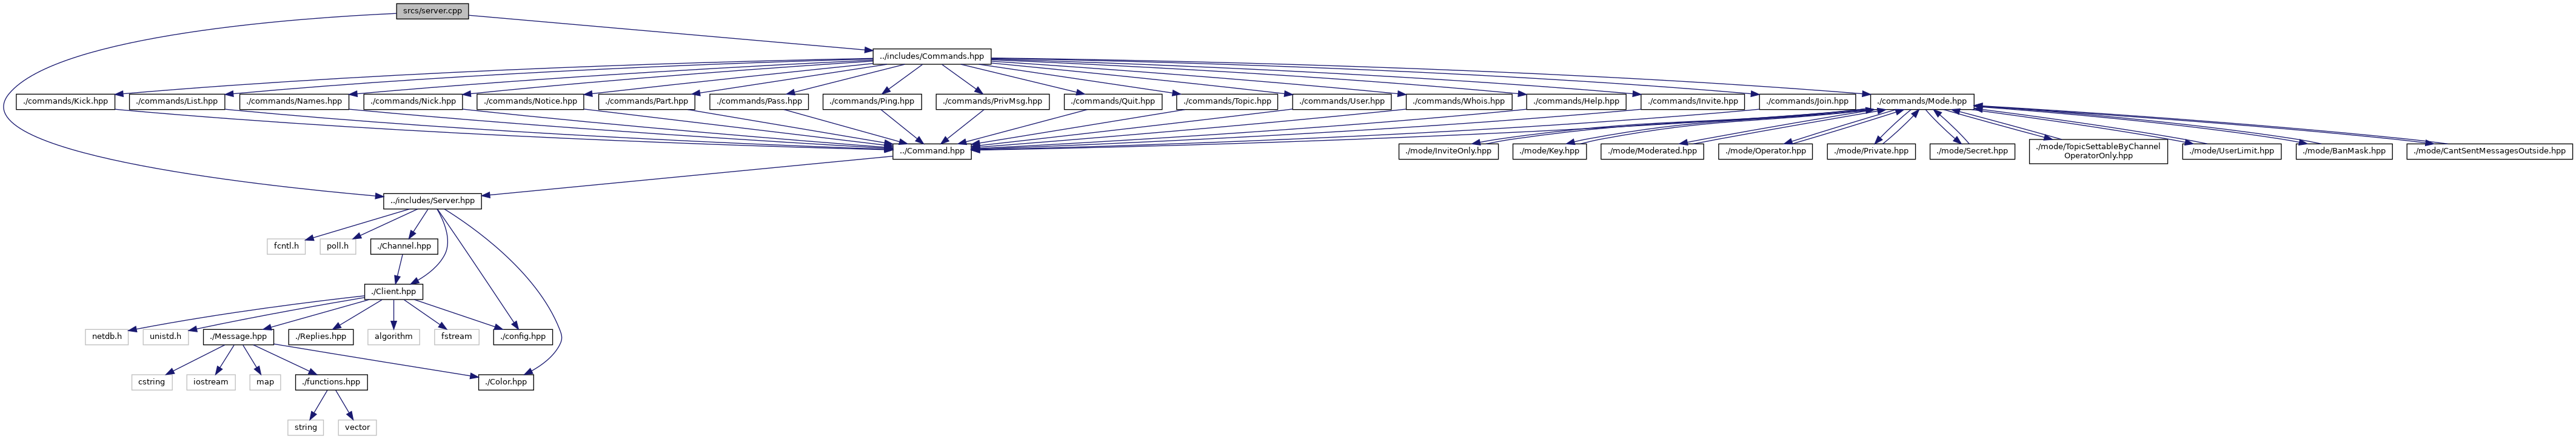 srcs/server.cpp
../includes/Commands.hpp
./commands/Kick.hpp
./commands/List.hpp
./commands/Names.hpp
./commands/Nick.hpp
./commands/Notice.hpp
./commands/Part.hpp
./commands/Pass.hpp
./commands/Ping.hpp
./commands/PrivMsg.hpp
./commands/Quit.hpp
./commands/Topic.hpp
./commands/User.hpp
./commands/Whois.hpp
./commands/Help.hpp
./commands/Invite.hpp
./commands/Join.hpp
./commands/Mode.hpp
../Command.hpp
./mode/InviteOnly.hpp
./mode/Key.hpp
./mode/Moderated.hpp
./mode/Operator.hpp
./mode/Private.hpp
./mode/Secret.hpp
./mode/TopicSettableByChannel
OperatorOnly.hpp
./mode/UserLimit.hpp
./mode/BanMask.hpp
./mode/CantSentMessagesOutside.hpp
../includes/Server.hpp
fcntl.h
poll.h
./Channel.hpp
./Client.hpp
netdb.h
unistd.h
./Message.hpp
./Replies.hpp
algorithm
fstream
./config.hpp
cstring
iostream
map
./functions.hpp
./Color.hpp
string
vector